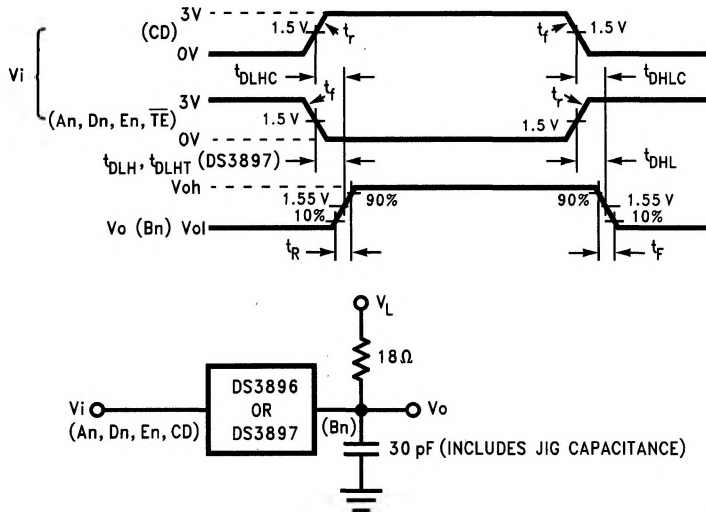 3V
(CD)
1.5 V
tr
tf
1.5 V
0V
Vi
tDLHC
tDHLC
3V
tf
tr
(An, Dn, En, TE)
1.5 V
1.5 V
0V
tDLH, tDLHT (DS3897)
tDHL
Voh
1.55 V
90%
90%
1.55 V
10%
10%
Vo (Bn) Vol
tR
tF
VL
18Ω
DS3896
OR
DS3897
Vi
(An, Dn, En, CD)
(Bn)
Vo
30 pF (INCLUDES JIG CAPACITANCE)